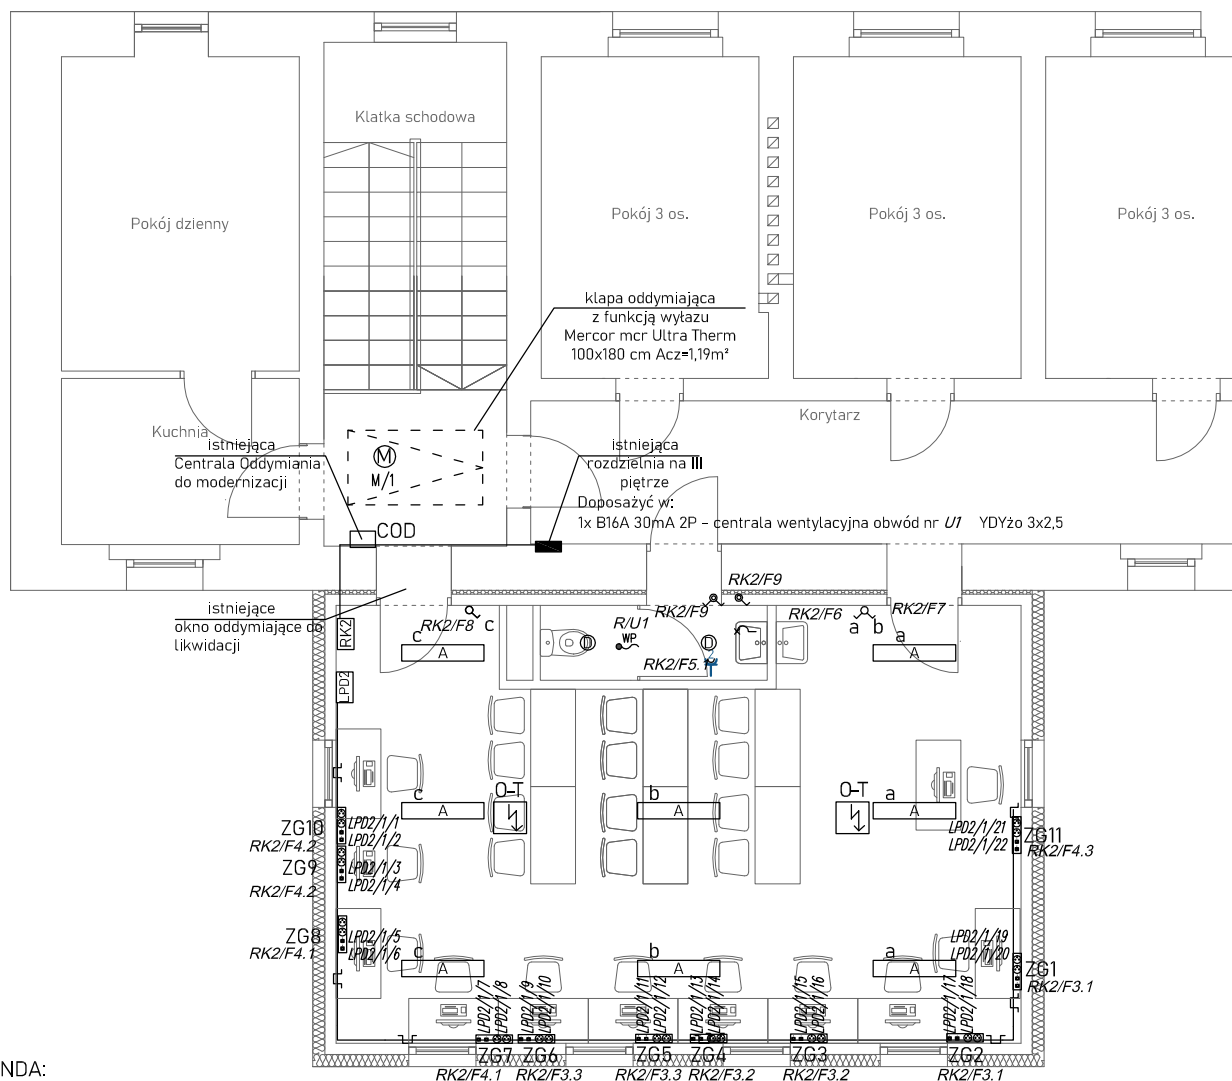 Klatka schodowa
Pokój dzienny
Pokój 3 os.
Pokój 3 os.
Pokój 3 os.
klapa oddymiająca
z funkcją wyłazu
Mercor mcr Ultra Therm
100x180 cm Acz=1,19m²
Korytarz
Kuchnia
istniejąca
Centrala Oddymiania
do modernizacji
M
M/1
istniejąca
rozdzielnia na III
piętrze
Doposażyć w:
1x B16A 30mA 2P - centrala wentylacyjna obwód nr U1 YDYżo 3x2,5
COD
istniejące
okno oddymiające do
likwidacji
RK2
LPD2
RK2/F8
c
c
A
R/U1
WP
RK2/F9
RK2/F9
RK2/F5.1
RK2/F6
a b
RK2/F7
a
A
c
A
O-T
b
A
O-T
a
A
ZG10
RK2/F4.2
LPD2/1/1
LPD2/1/2
ZG9
RK2/F4.2
LPD2/1/3
LPD2/1/4
ZG8
RK2/F4.1
LPD2/1/5
LPD2/1/6
LPD2/1/21
LPD2/1/22
ZG11
RK2/F4.3
LPD2/1/19
LPD2/1/20
ZG1
RK2/F3.1
c
A
b
A
a
A
LPD2/1/7
LPD2/1/8
LPD2/1/9
LPD2/1/10
LPD2/1/11
LPD2/1/12
LPD2/1/13
LPD2/1/14
LPD2/1/15
LPD2/1/16
LPD2/1/17
LPD2/1/18
ZG7
RK2/F4.1
ZG6
RK2/F3.3
ZG5
RK2/F3.3
ZG4
RK2/F3.2
ZG3
RK2/F3.2
ZG2
RK2/F3.1
NDA: